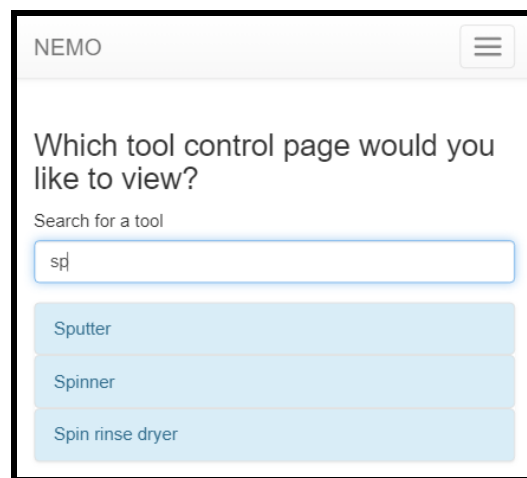 NEMO
Which tool control page would you
like to view?
Search for a tool
sp
Sputter
Spinner
Spin rinse dryer